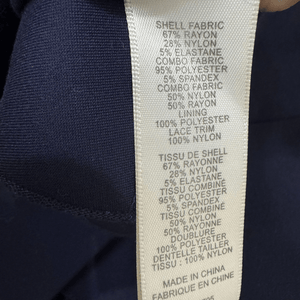 SHELL FABRIC
67% RAYON
28% NYLON
5% ELASTANE
COMBO FABRIC
95% POLYESTER
5% SPANDEX
COMBO FABRIC
50% NYLON
50% RAYON
LINING
100% POLYESTER
LACE TRIM
100% NYLON
TISSU DE SHELL
67% RAYONNE
28% NYLON
5% ELASTANE
TISSU COMBINE
95% POLYESTER
5% SPANDEX
TISSU COMBINE
50% NYLON
50% RAYONNE
DOUBLURE
100% POLYESTER
DENTELLE TAILLER
TISSU : 100% NYLON
MADE IN CHINA
FABRIQUE EN CHINE